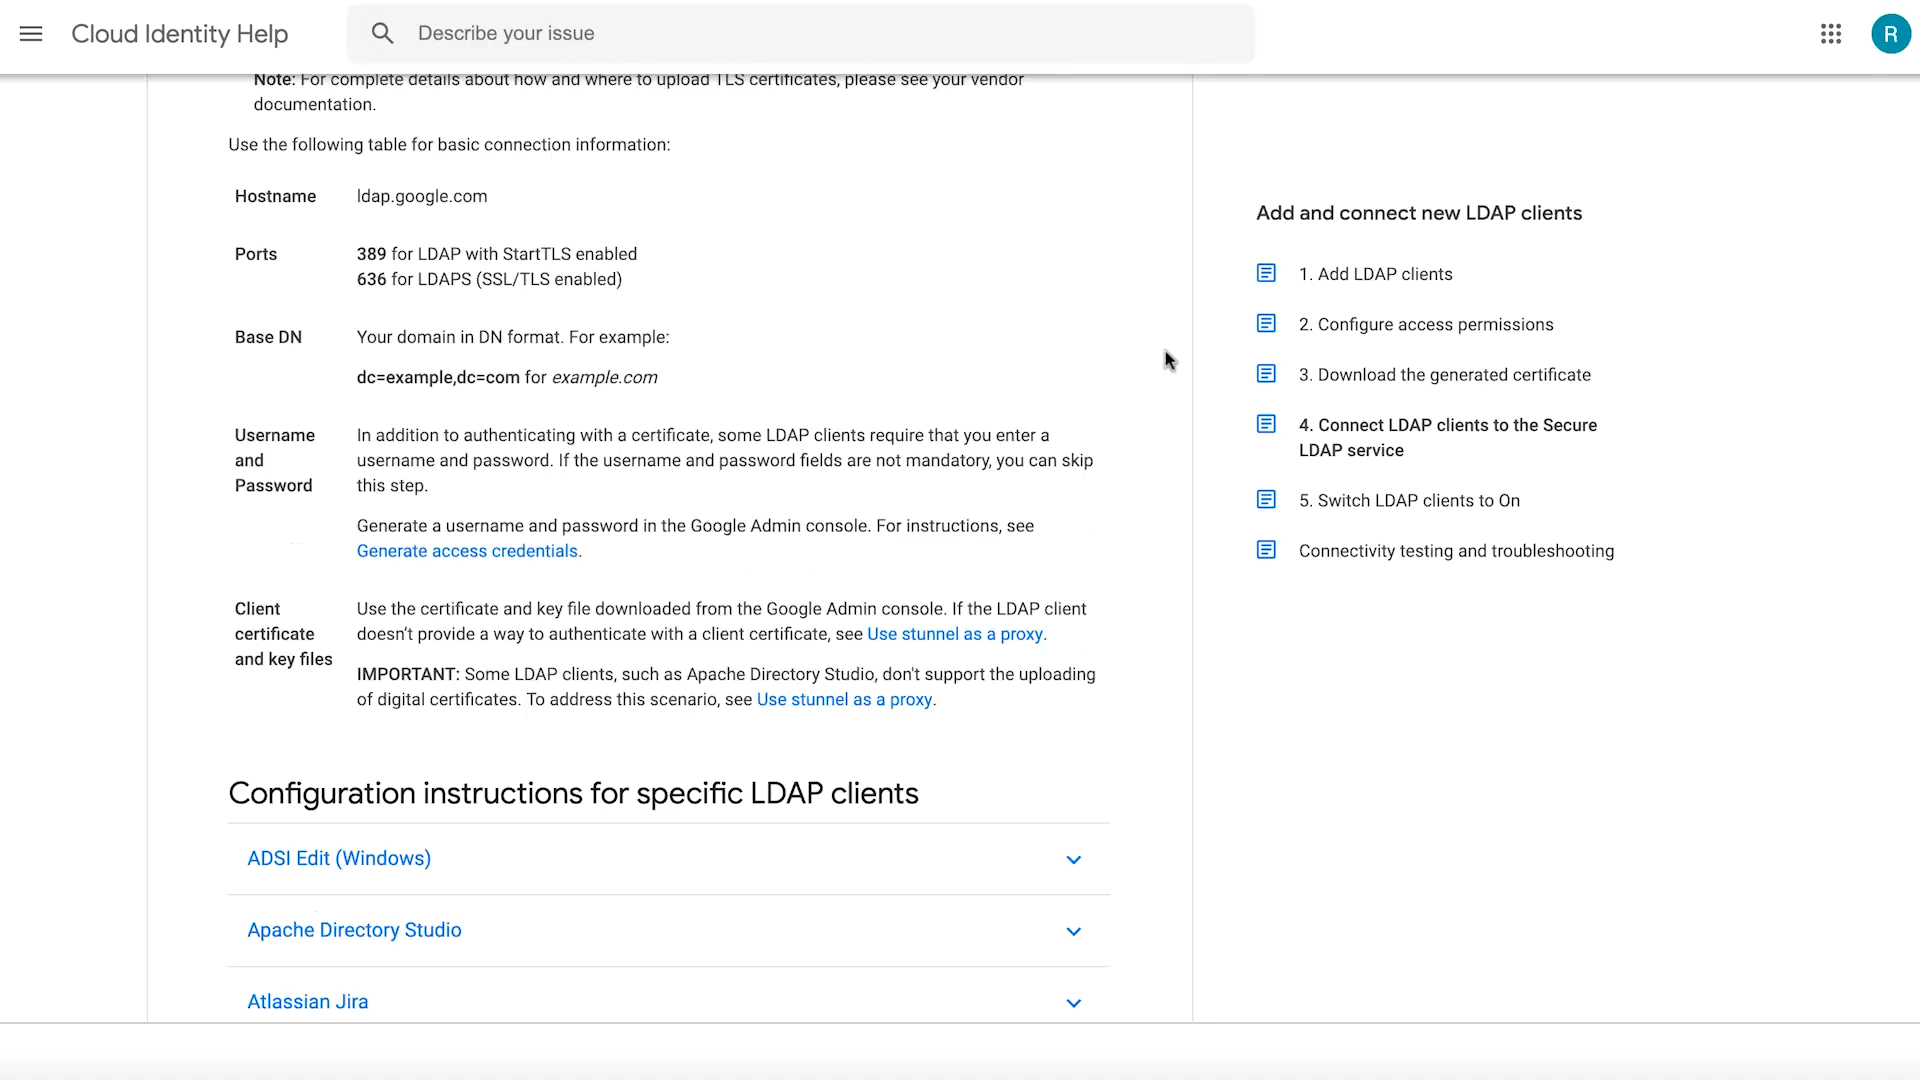 Cloud Identity Help
Describe your issue
R
Note: For complete details about how and where to upload TLS certificates, please see your vendor
documentation.
Use the following table for basic connection information:
Hostname
ldap.google.com
Ports
389 for LDAP with StartTLS enabled
636 for LDAPS (SSL/TLS enabled)
Base DN
Your domain in DN format. For example:
dc=example,dc=com for example.com
Username
and
Password
In addition to authenticating with a certificate, some LDAP clients require that you enter a
username and password. If the username and password fields are not mandatory, you can skip
this step.
Generate a username and password in the Google Admin console. For instructions, see
Generate access credentials.
Client
certificate
and key files
Use the certificate and key file downloaded from the Google Admin console. If the LDAP client
doesn't provide a way to authenticate with a client certificate, see Use stunnel as a proxy.
IMPORTANT: Some LDAP clients, such as Apache Directory Studio, don't support the uploading
of digital certificates. To address this scenario, see Use stunnel as a proxy.
Configuration instructions for specific LDAP clients
ADSI Edit (Windows)
Apache Directory Studio
Atlassian Jira
Add and connect new LDAP clients
1. Add LDAP clients
2. Configure access permissions
3. Download the generated certificate
4. Connect LDAP clients to the Secure
LDAP service
5. Switch LDAP clients to On
Connectivity testing and troubleshooting